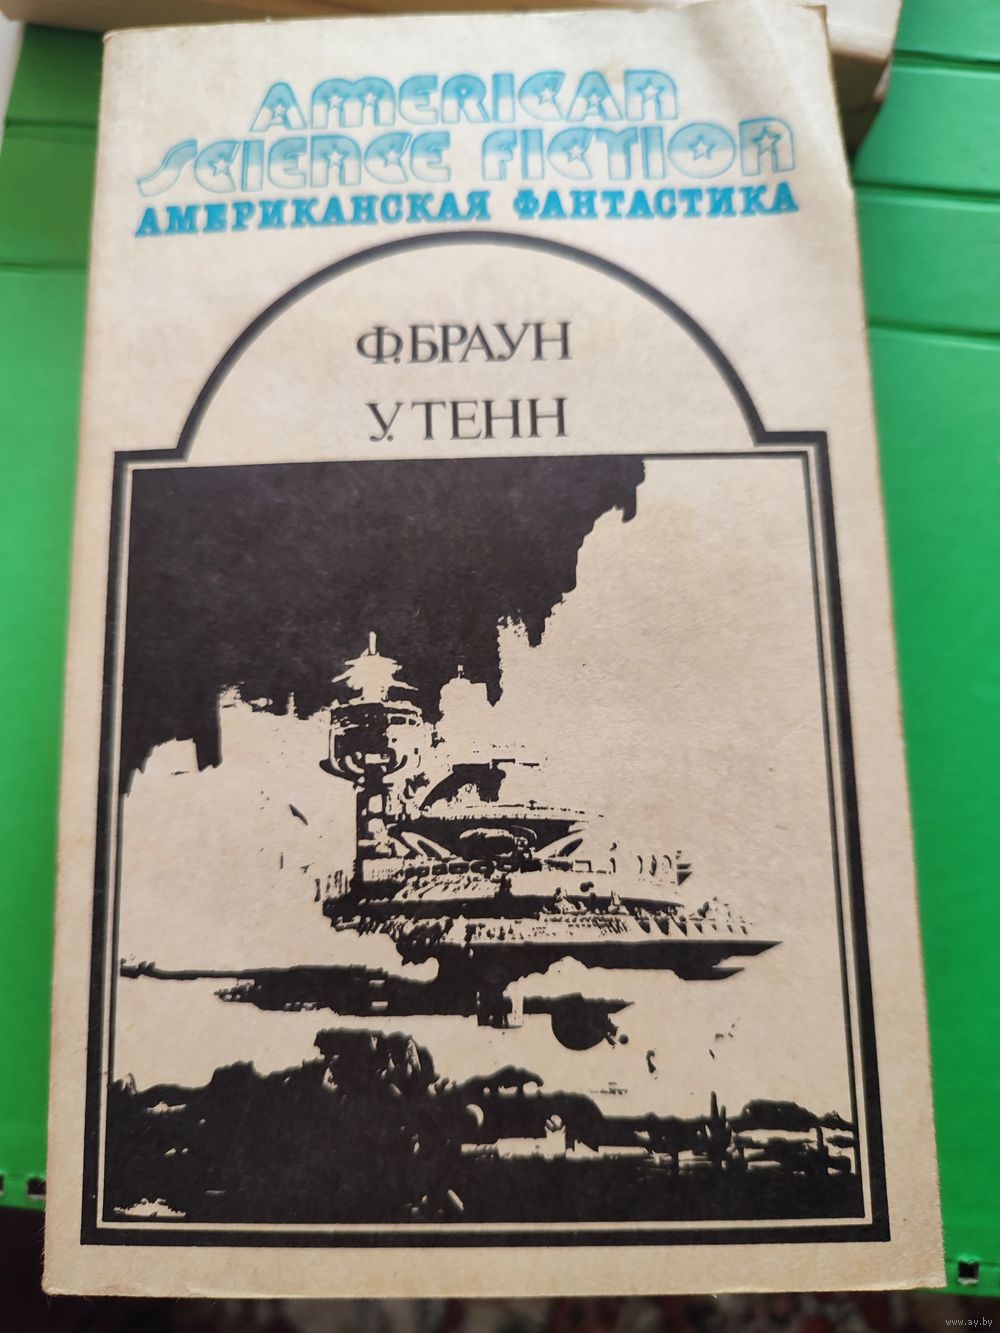 AMERICAN
SCIENCE FICTION
АМЕРИКАНСКАЯ ФАНТАСТИКА
Ф.БРАУН
У.ТЕНН
www.ay.by